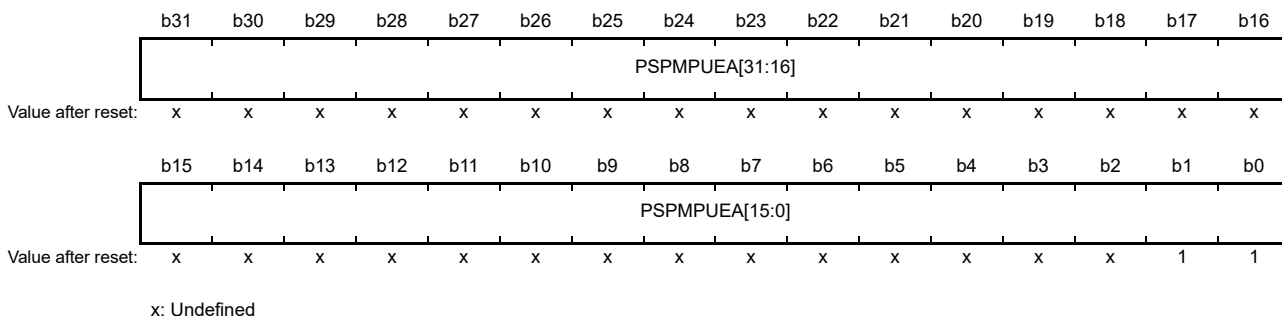 b31 b30 b29 b28 b27 b26 b25 b24 b23 b22 b21 b20 b19 b18 b17 b16
PSPMPUEA[31:16]
Value after reset: x x x x x x x x x x x x x x x x
b15 b14 b13 b12 b11 b10 b9 b8 b7 b6 b5 b4 b3 b2 b1 b0
PSPMPUEA[15:0]
Value after reset: x x x x x x x x x x x x x x 1 1
x: Undefined